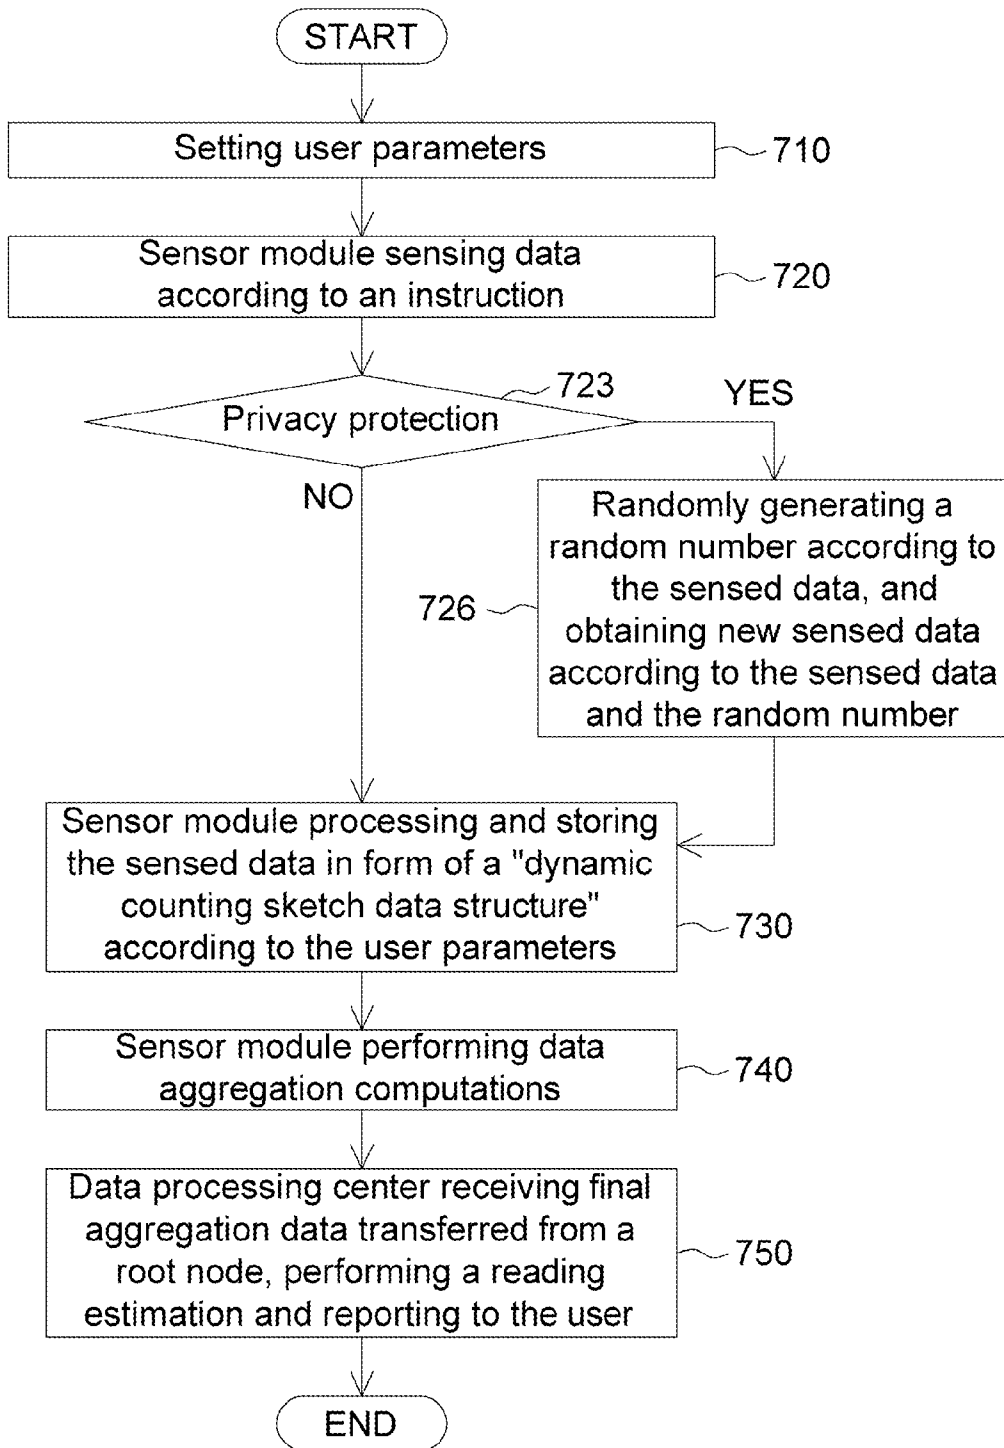 START
Setting user parameters
710
Sensor module sensing data
according to an instruction
720
723
Privacy protection
YES
NO
Randomly generating a
random number according to
the sensed data, and
obtaining new sensed data
according to the sensed data
and the random number
726
Sensor module processing and storing
the sensed data in form of a "dynamic
counting sketch data structure"
according to the user parameters
730
Sensor module performing data
aggregation computations
740
Data processing center receiving final
aggregation data transferred from a
root node, performing a reading
estimation and reporting to the user
750
END